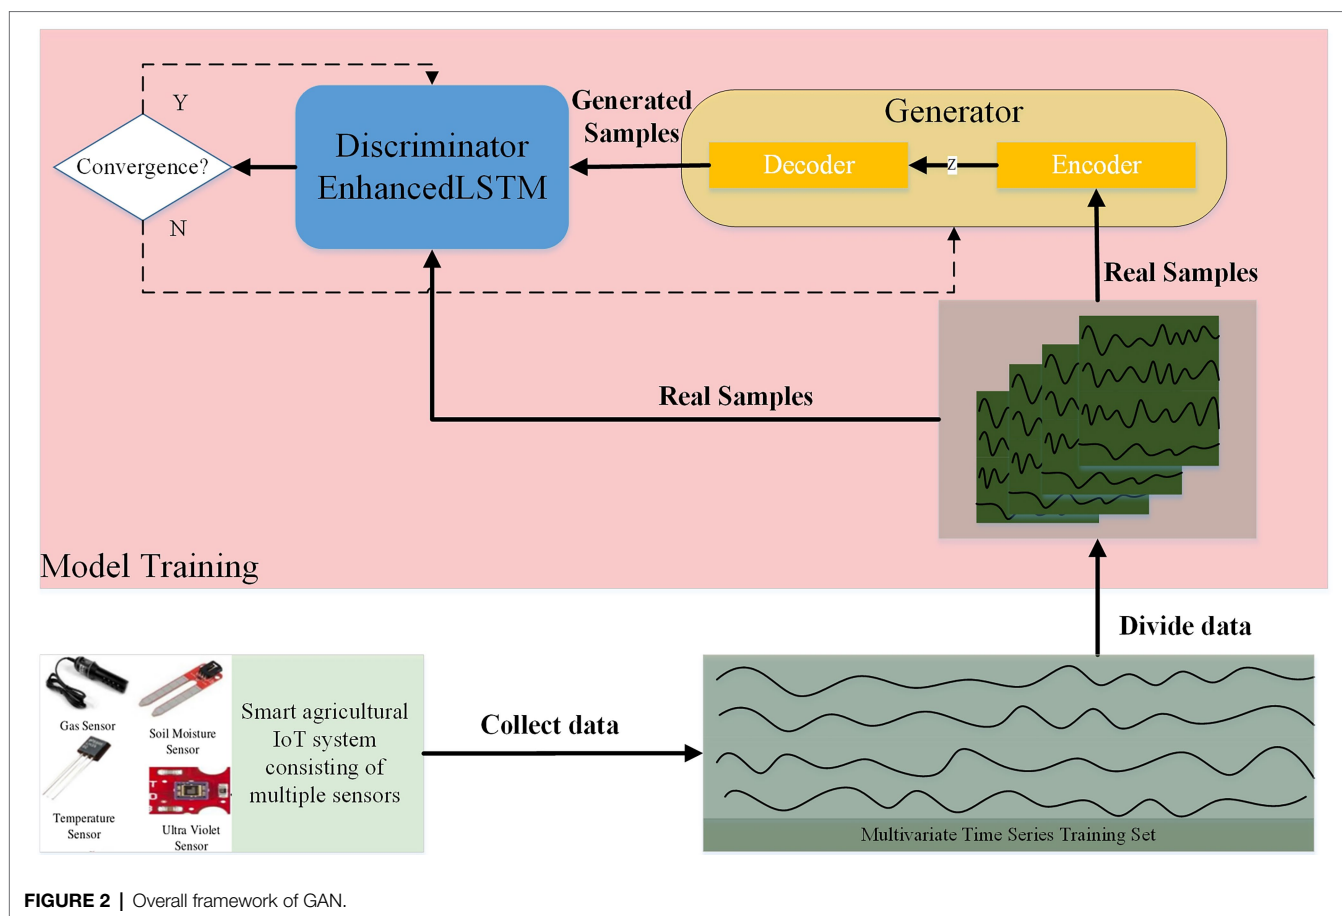 Y
Convergence?
N
Discriminator
EnhancedLSTM
Generated
Samples
Generator
Decoder
z
Encoder
Real Samples
Real Samples
Model Training
Divide data
Gas Sensor
Soil Moisture
Sensor
Temperature
Sensor
Ultra Violet
Sensor
Smart agricultural
IoT system
consisting of
multiple sensors
Collect data
Multivariate Time Series Training Set
FIGURE 2 | Overall framework of GAN.